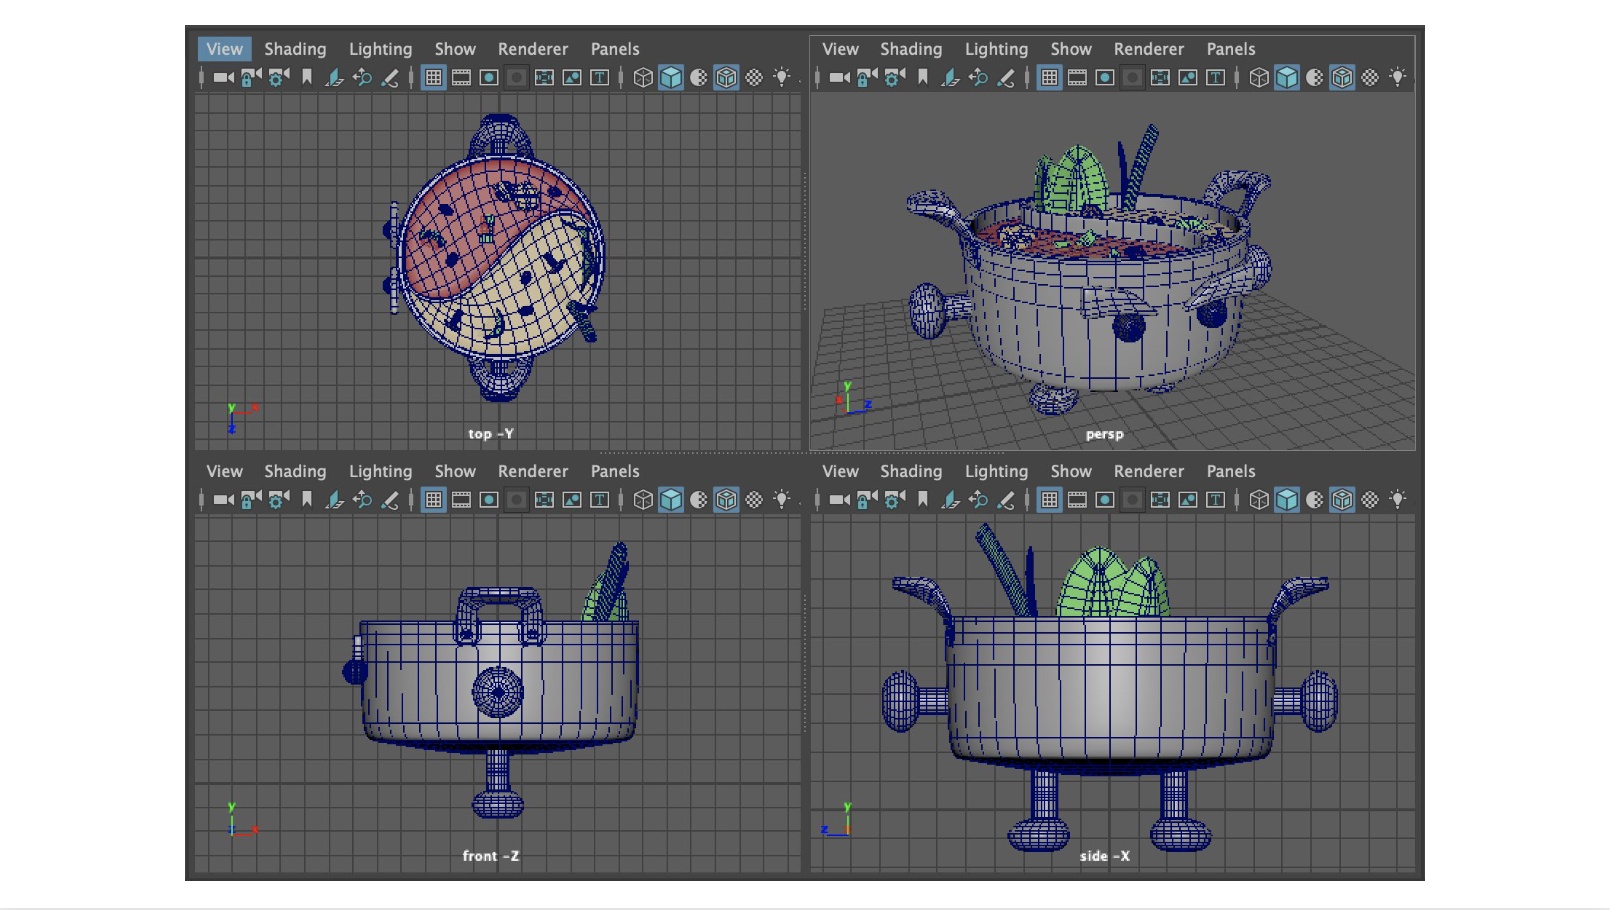 View Shading Lighting Show Renderer Panels
T
y x
z
top -Y
View Shading Lighting Show Renderer Panels
T
y
x z
persp
View Shading Lighting Show Renderer Panels
T
y
z x
front -Z
View Shading Lighting Show Renderer Panels
T
y
z
side -X